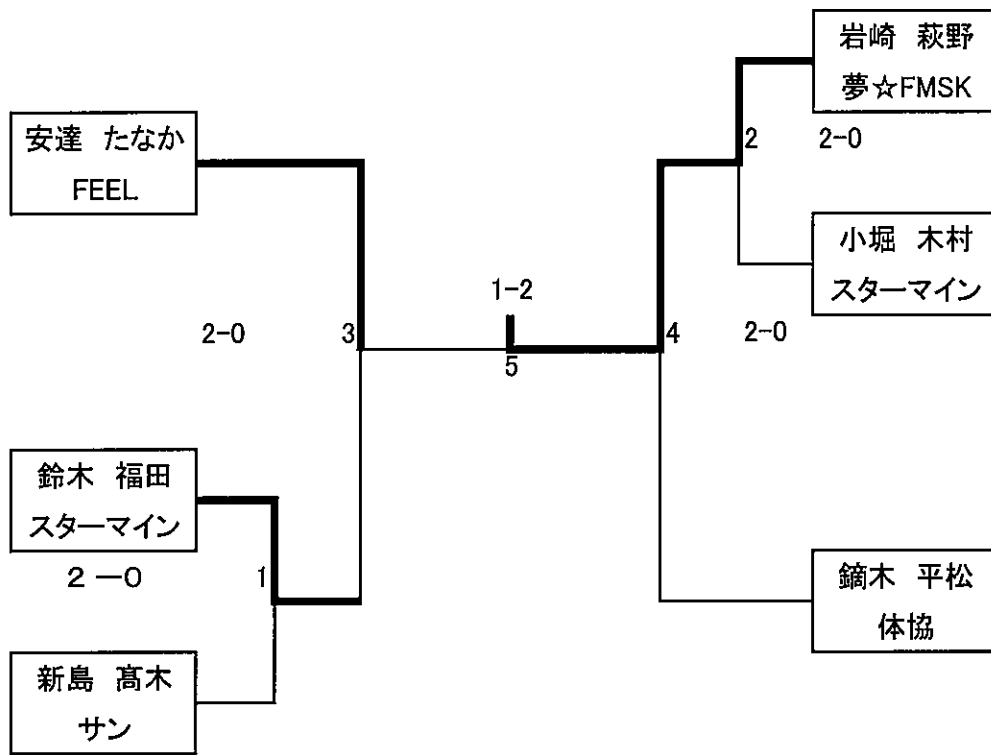 岩崎 萩野
夢☆FMSK
安達 たなか
FEEL
2
2-0
小堀 木村
スターマイン
1-2
2-0
3
4
2-0
5
鈴木 福田
スターマイン
2-0
1
鏑木 平松
体協
新島 髙木
サン